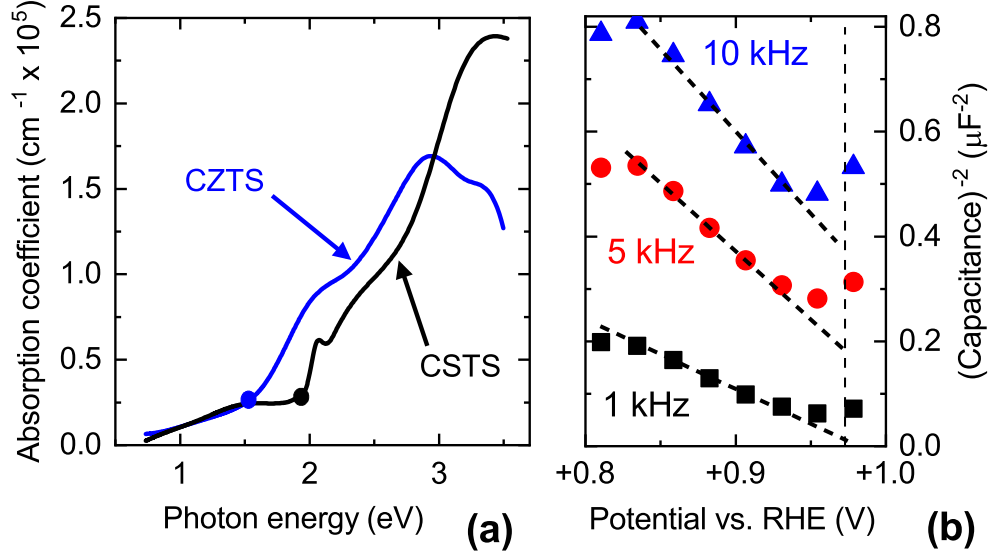 Absorption coefficient (cm⁻¹ x 10⁵)
2.5
2.0
1.5
1.0
0.5
0.0
CZTS
CSTS
1 2 3
Photon energy (eV)
(a)
10 kHz
5 kHz
1 kHz
0.8
0.6
0.4
0.2
0.0
(Capacitance)⁻² (μF⁻²)
+0.8 +0.9 +1.0
Potential vs. RHE (V)
(b)